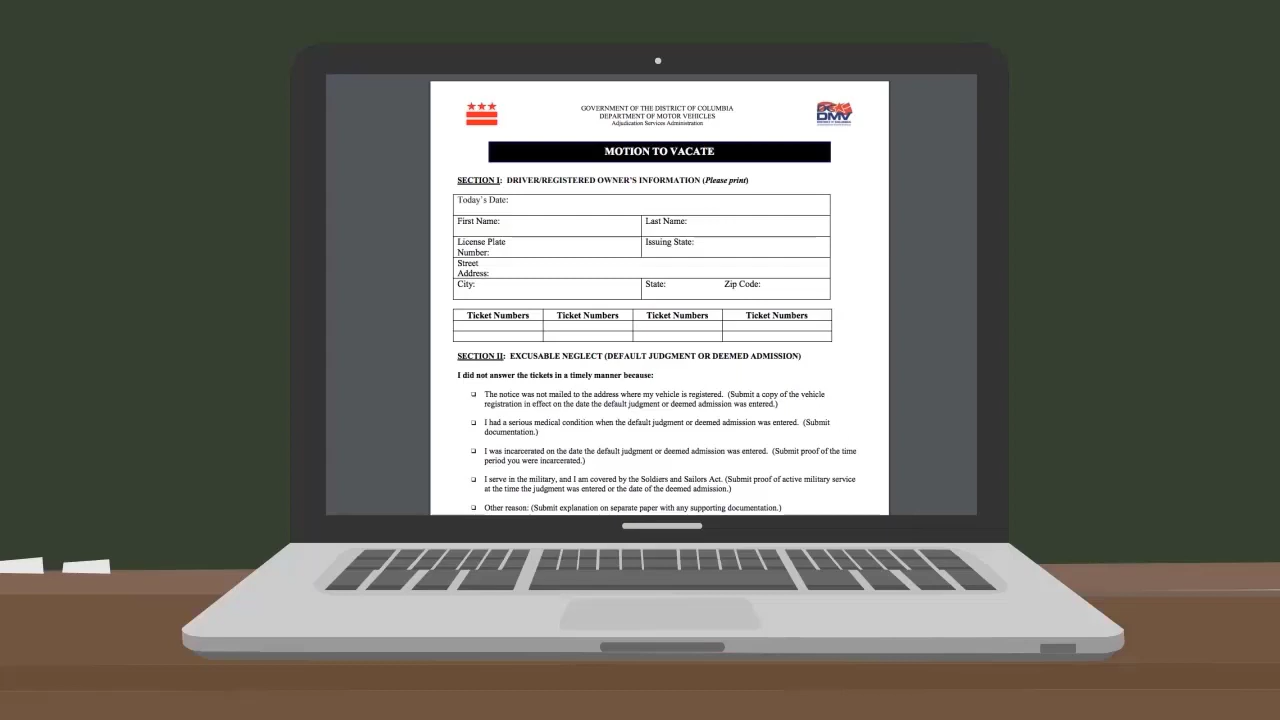 GOVERNMENT OF THE DISTRICT OF COLUMBIA
DEPARTMENT OF MOTOR VEHICLES
Adjudication Services Administration
DMV
DISTRICT OF COLUMBIA
MOTION TO VACATE
SECTION I: DRIVER/REGISTERED OWNER'S INFORMATION (Please print)
Today's Date:
First Name: Last Name:
License Plate
Number:
Issuing State:
Street
Address:
City: State: Zip Code:
Ticket Numbers Ticket Numbers Ticket Numbers Ticket Numbers
SECTION II: EXCUSABLE NEGLECT (DEFAULT JUDGMENT OR DEEMED ADMISSION)
I did not answer the tickets in a timely manner because:
❑ The notice was not mailed to the address where my vehicle is registered. (Submit a copy of the vehicle
registration in effect on the date the default judgment or deemed admission was entered.)
❑ I had a serious medical condition when the default judgment or deemed admission was entered. (Submit
documentation.)
❑ I was incarcerated on the date the default judgment or deemed admission was entered. (Submit proof of the time
period you were incarcerated.)
❑ I serve in the military, and I am covered by the Soldiers and Sailors Act. (Submit proof of active military service
at the time the judgment was entered or the date of the deemed admission.)
❑ Other reason: (Submit explanation on separate paper with any supporting documentation.)